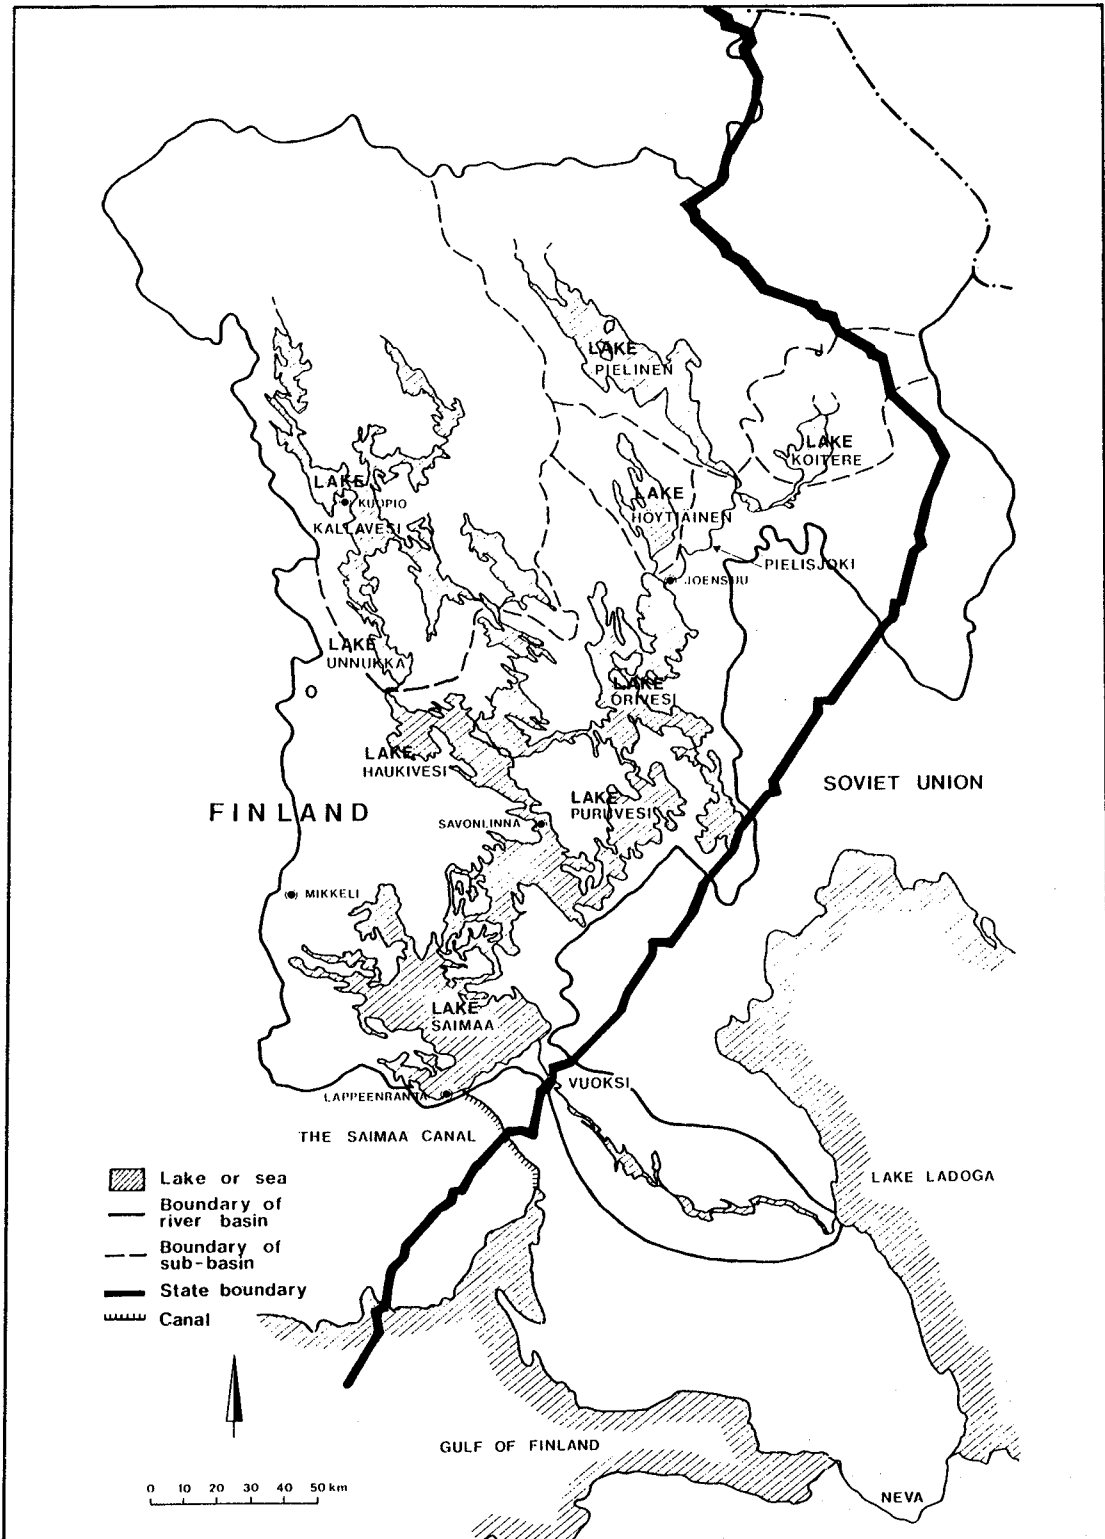 LAKE
PIELINEN
LAKE
KOITERE
LAKE
KUOPIO
KALLAVESI
LAKE
HÖYTIÄINEN
PIELISJOKI
JOENSUU
LAKE
UNNUKKA
LAKE
ORIVESI
LAKE
HAUKIVESI
SOVIET UNION
LAKE
PURUVESI
FINLAND
SAVONLINNA
MIKKELI
LAKE
SAIMAA
VUOKSI
LAPPEENRANTA
THE SAIMAA CANAL
LAKE LADOGA
Lake or sea
Boundary of
river basin
Boundary of
sub-basin
State boundary
Canal
GULF OF FINLAND
NEVA
0 10 20 30 40 50 km